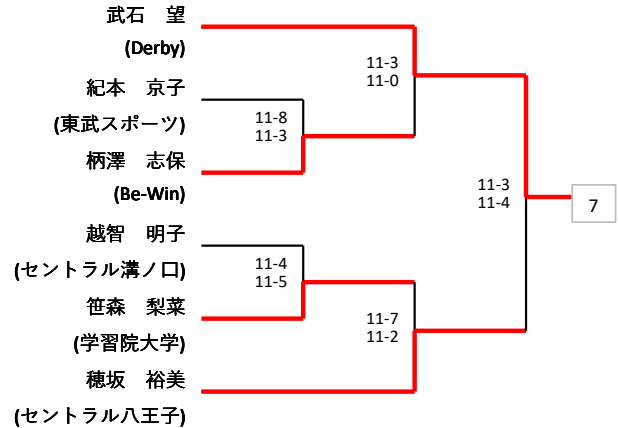 武石　望
(Derby)
11-3
11-0
紀本　京子
(東武スポーツ)
11-8
11-3
柄澤　志保
(Be-Win)
11-3
11-4
7
越智　明子
(セントラル溝ノ口)
11-4
11-5
笹森　梨菜
(学習院大学)
11-7
11-2
穂坂　裕美
(セントラル八王子)